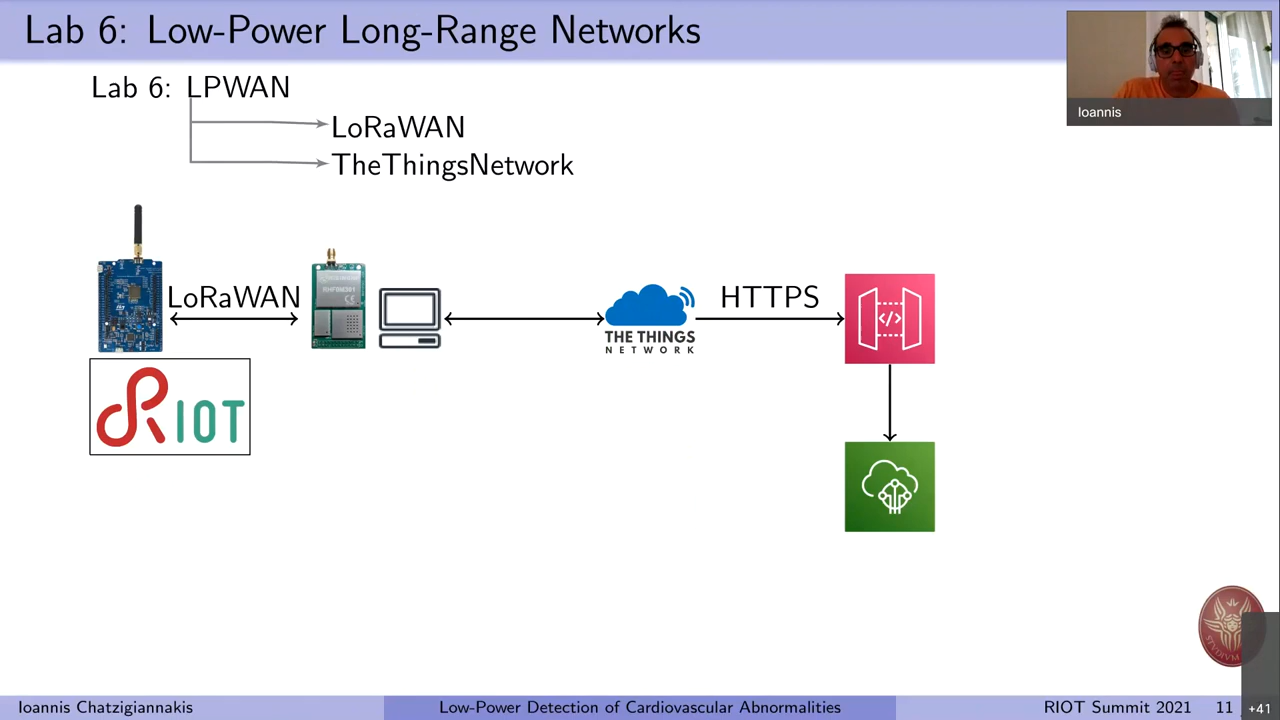 Lab 6: Low-Power Long-Range Networks
Ioannis
Lab 6: LPWAN
LoRaWAN
TheThingsNetwork
LoRaWAN
THE THINGS
NETWORK
HTTPS
</>
RIOT
Ioannis Chatzigiannakis
Low-Power Detection of Cardiovascular Abnormalities
RIOT Summit 2021
11
+41